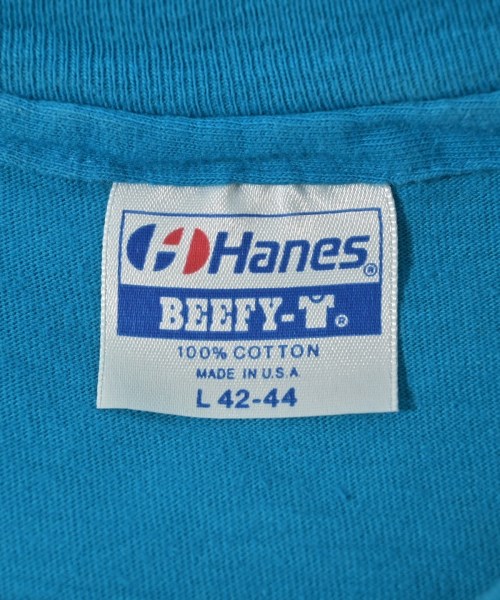 Hanes®
BEEFY-®
100% COTTON
MADE IN U.S.A.
L 42-44